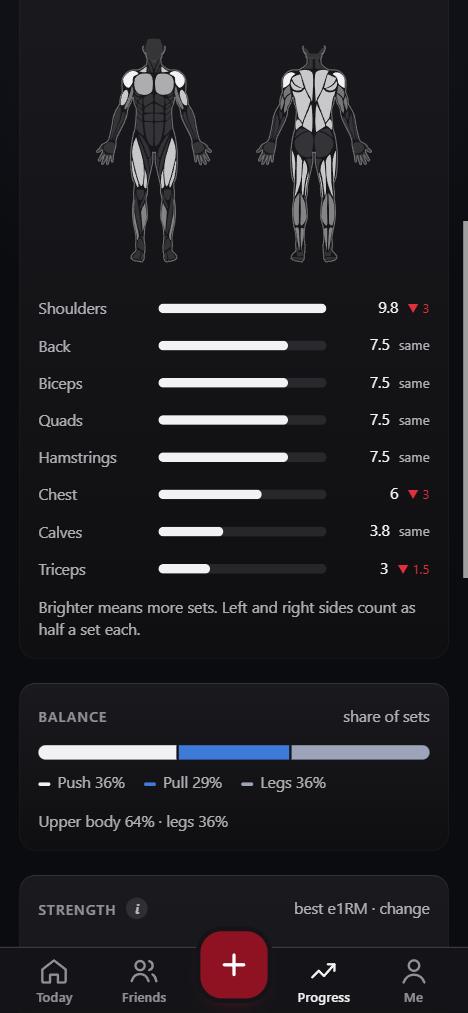 Shoulders 9.8 ▼ 3
Back 7.5 same
Biceps 7.5 same
Quads 7.5 same
Hamstrings 7.5 same
Chest 6 ▼ 3
Calves 3.8 same
Triceps 3 ▼ 1.5
Brighter means more sets. Left and right sides count as
half a set each.
BALANCE share of sets
Push 36% Pull 29% Legs 36%
Upper body 64% · legs 36%
STRENGTH i best e1RM · change
+
Today Friends Progress Me